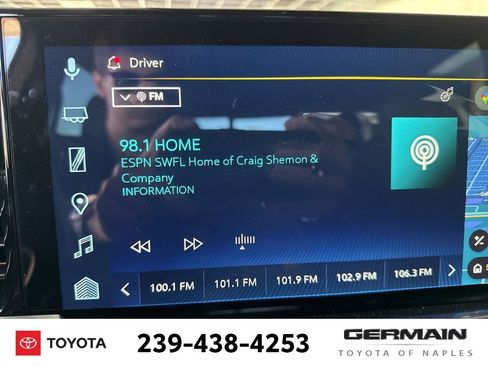 Driver
FM
98.1 HOME
ESPN SWFL Home of Craig Shemon &
Company
INFORMATION
100.1 FM
101.1 FM
101.9 FM
102.9 FM
106.3 FM
TOYOTA
239-438-4253
GERMAIN
TOYOTA OF NAPLES